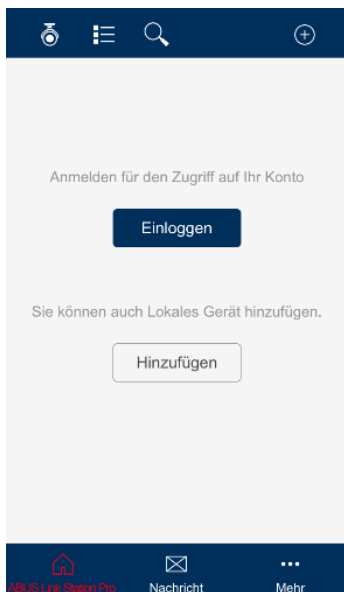 Anmelden für den Zugriff auf Ihr Konto
Einloggen
Sie können auch Lokales Gerät hinzufügen.
Hinzufügen
ABUS Link Station Pro
Nachricht
Mehr